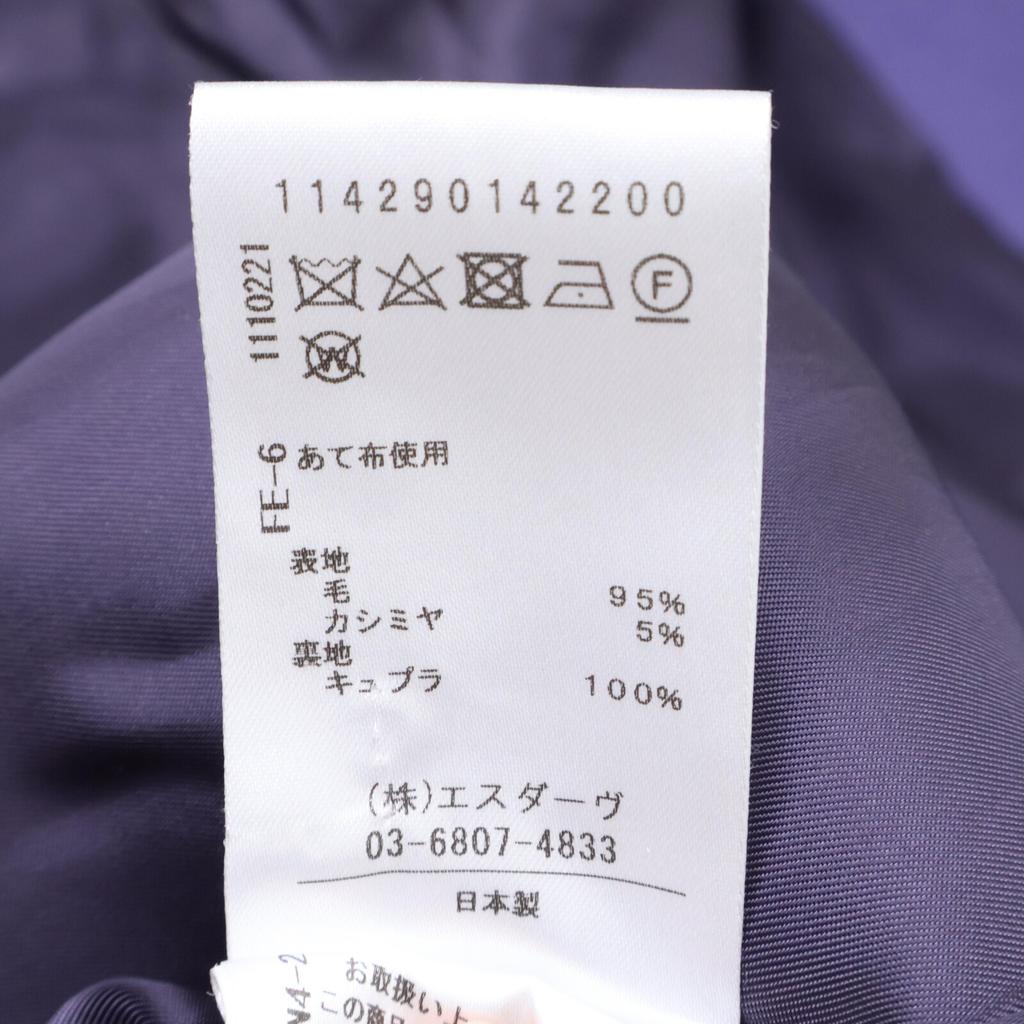 114290142200
1110221
F
W
FE-6
あて布使用
表地
毛 95%
カシミヤ 5%
裏地
キュプラ 100%
(株)エスダーヴ
03-6807-4833
日本製
N4-2
お取扱い上
この商品